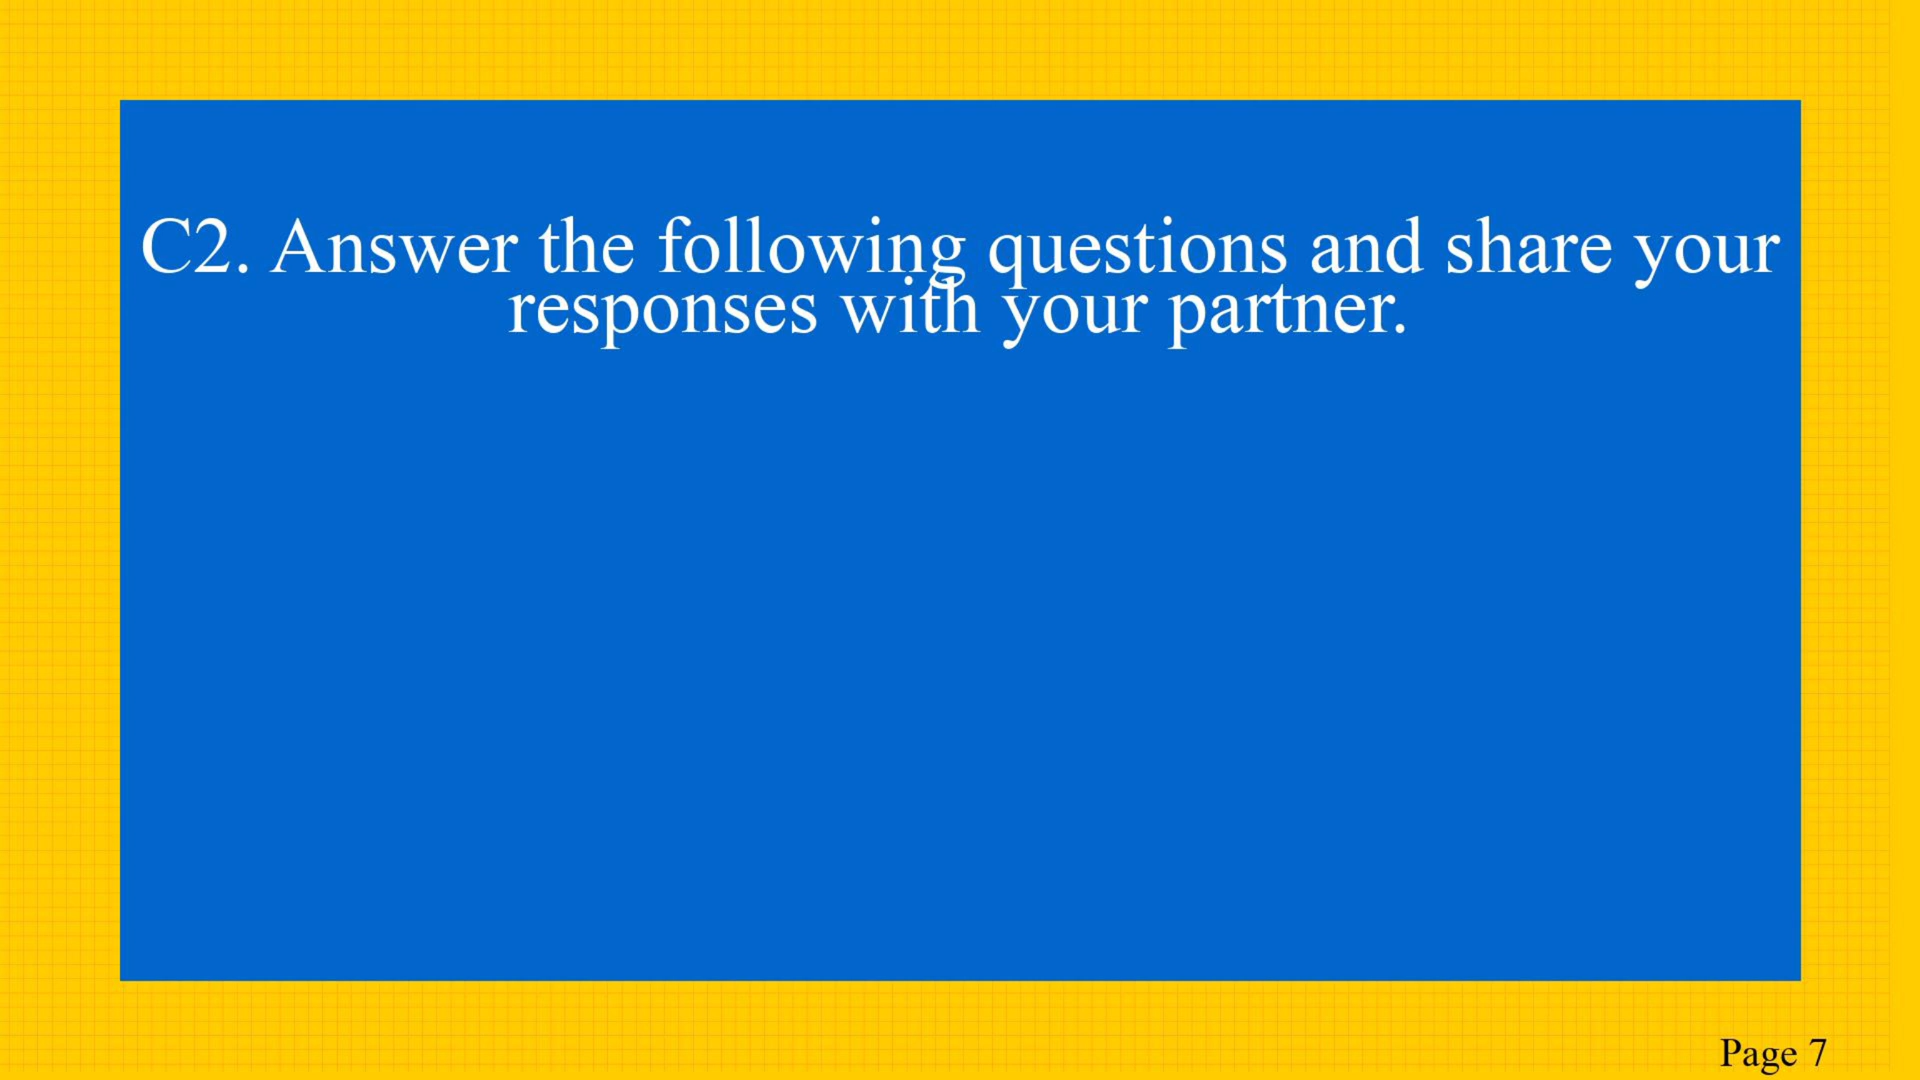 C2. Answer the following questions and share your
responses with your partner.
Page 7